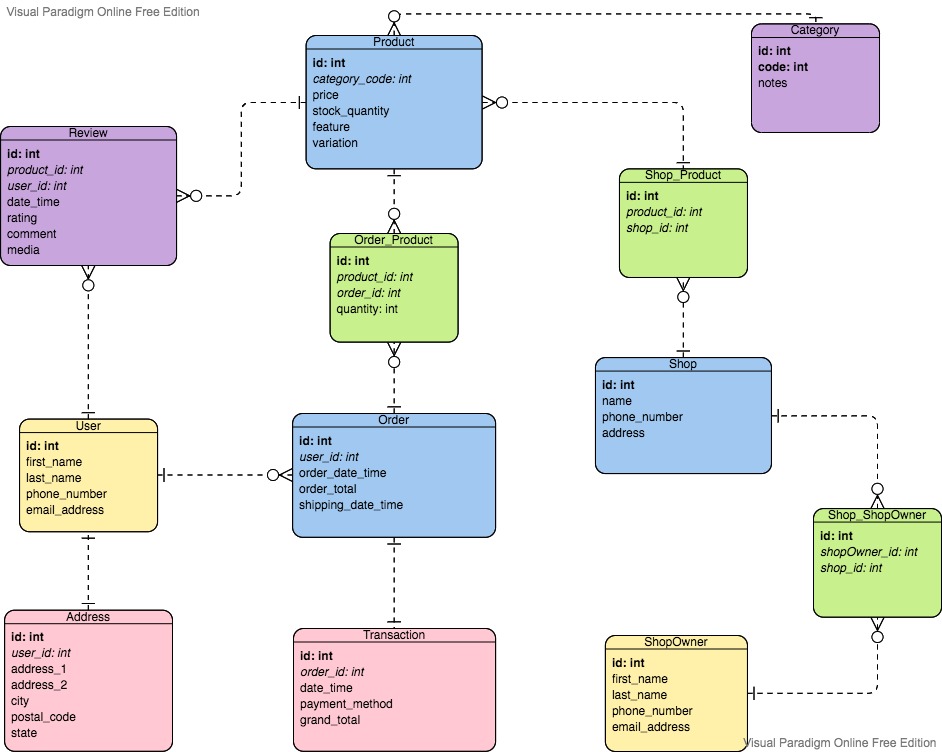 Visual Paradigm Online Free Edition
Product
id: int
category_code: int
price
stock_quantity
feature
variation
Category
id: int
code: int
notes
Review
id: int
product_id: int
user_id: int
date_time
rating
comment
media
Shop_Product
id: int
product_id: int
shop_id: int
Order_Product
id: int
product_id: int
order_id: int
quantity: int
Shop
id: int
name
phone_number
address
User
id: int
first_name
last_name
phone_number
email_address
Order
id: int
user_id: int
order_date_time
order_total
shipping_date_time
Shop_ShopOwner
id: int
shopOwner_id: int
shop_id: int
Address
id: int
user_id: int
address_1
address_2
city
postal_code
state
Transaction
id: int
order_id: int
date_time
payment_method
grand_total
ShopOwner
id: int
first_name
last_name
phone_number
email_address
Visual Paradigm Online Free Edition